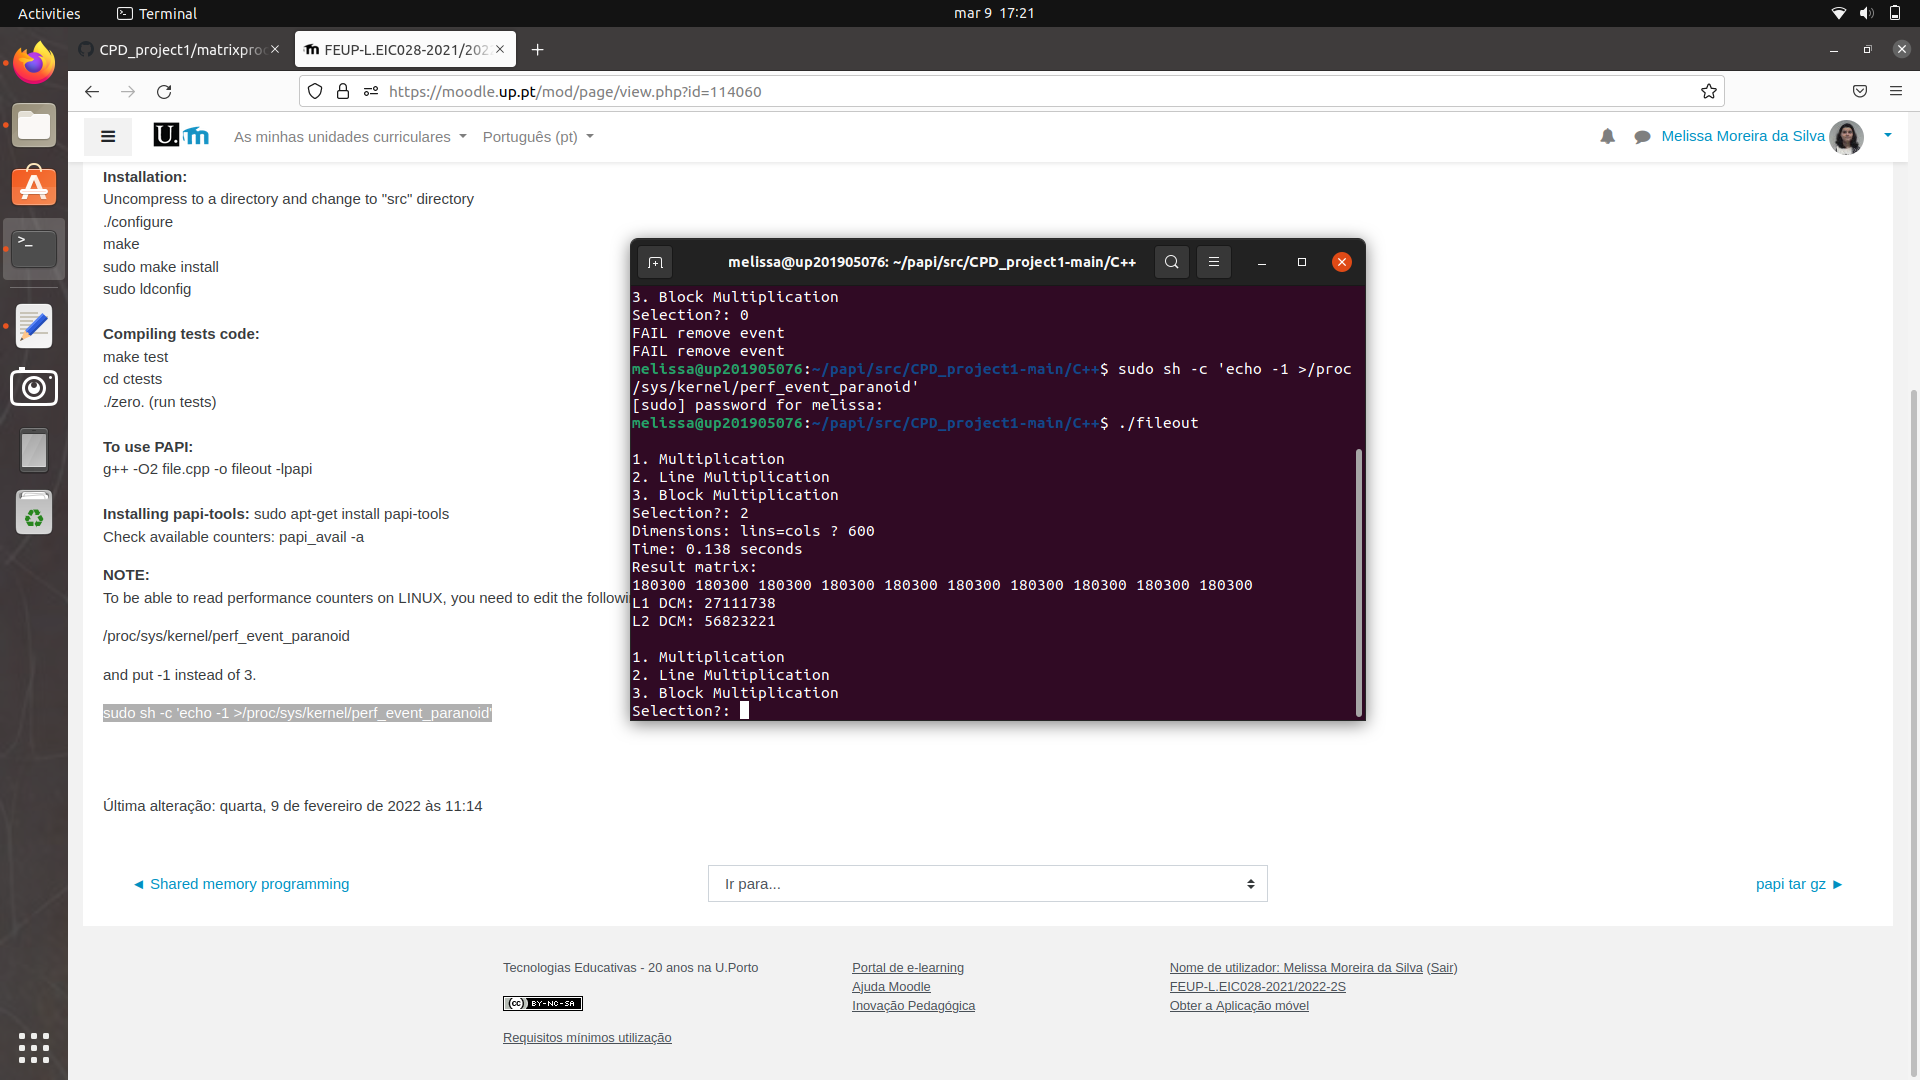 Activities
Terminal
mar 9 17:21
CPD_project1/matrixpro
FEUP-L.EIC028-2021/202
https://moodle.up.pt/mod/page/view.php?id=114060
U.m
As minhas unidades curriculares
Português (pt)
Melissa Moreira da Silva
Installation:
Uncompress to a directory and change to "src" directory
./configure
make
sudo make install
sudo ldconfig
Compiling tests code:
make test
cd ctests
./zero. (run tests)
To use PAPI:
g++ -O2 file.cpp -o fileout -lpapi
Installing papi-tools: sudo apt-get install papi-tools
Check available counters: papi_avail -a
NOTE:
To be able to read performance counters on LINUX, you need to edit the followi
/proc/sys/kernel/perf_event_paranoid
and put -1 instead of 3.
sudo sh -c 'echo -1 >/proc/sys/kernel/perf_event_paranoid'
Última alteração: quarta, 9 de fevereiro de 2022 às 11:14
melissa@up201905076: ~/papi/src/CPD_project1-main/C++
3. Block Multiplication
Selection?: 0
FAIL remove event
FAIL remove event
melissa@up201905076:~/papi/src/CPD_project1-main/C++$ sudo sh -c 'echo -1 >/proc
/sys/kernel/perf_event_paranoid'
[sudo] password for melissa:
melissa@up201905076:~/papi/src/CPD_project1-main/C++$ ./fileout
1. Multiplication
2. Line Multiplication
3. Block Multiplication
Selection?: 2
Dimensions: lins=cols ? 600
Time: 0.138 seconds
Result matrix:
180300 180300 180300 180300 180300 180300 180300 180300 180300 180300
L1 DCM: 27111738
L2 DCM: 56823221
1. Multiplication
2. Line Multiplication
3. Block Multiplication
Selection?:
◄ Shared memory programming
Ir para...
papi tar gz ►
Tecnologias Educativas - 20 anos na U.Porto
(cc) BY-NC-SA
Requisitos mínimos utilização
Portal de e-learning
Ajuda Moodle
Inovação Pedagógica
Nome de utilizador: Melissa Moreira da Silva (Sair)
FEUP-L.EIC028-2021/2022-2S
Obter a Aplicação móvel